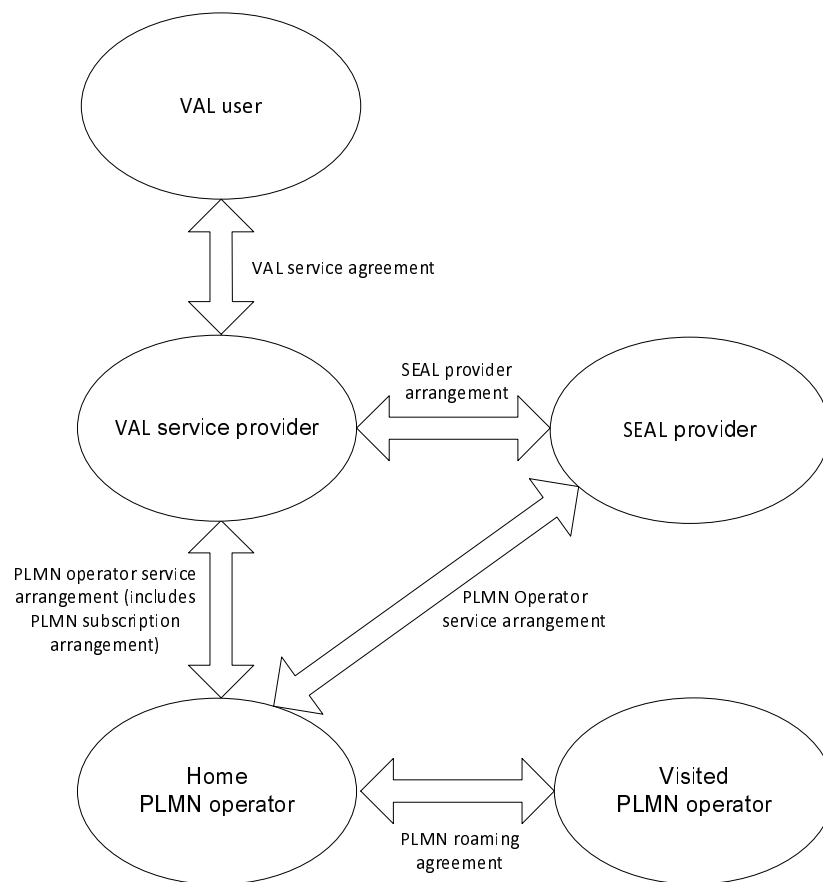 VAL user
VAL service agreement
SEAL provider
arrangement
VAL service provider
SEAL provider
PLMN operator service
arrangement (includes
PLMN subscription
arrangement)
PLMN Operator
service arrangement
Home
PLMN operator
Visited
PLMN operator
PLMN roaming
agreement